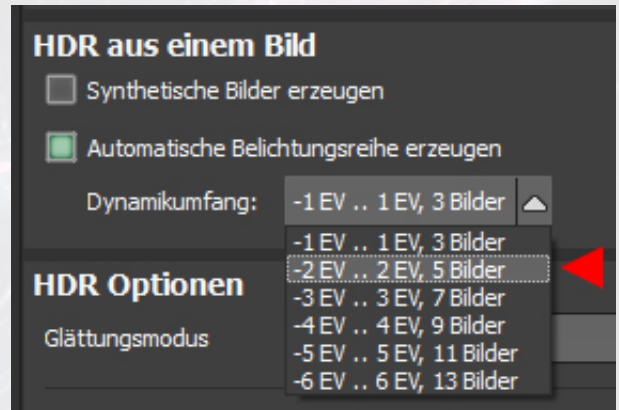 HDR aus einem Bild
Synthetische Bilder erzeugen
Automatische Belichtungsreihe erzeugen
Dynamikumfang: -1 EV .. 1 EV, 3 Bilder
-1 EV .. 1 EV, 3 Bilder
-2 EV .. 2 EV, 5 Bilder
-3 EV .. 3 EV, 7 Bilder
-4 EV .. 4 EV, 9 Bilder
-5 EV .. 5 EV, 11 Bilder
-6 EV .. 6 EV, 13 Bilder
HDR Optionen
Glättungsmodus